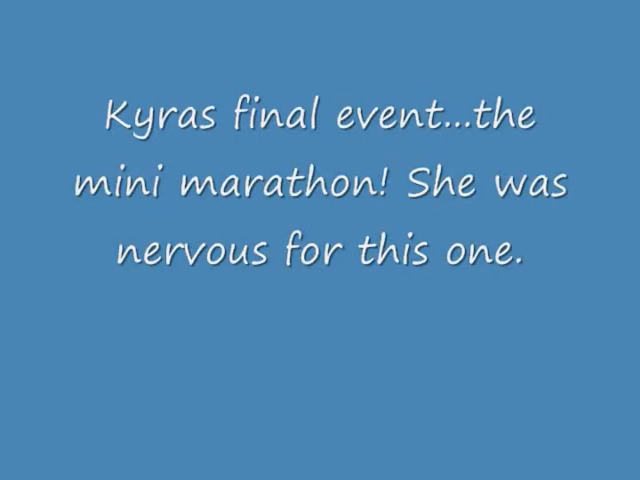 Kyras final event...the
mini marathon! She was
nervous for this one.